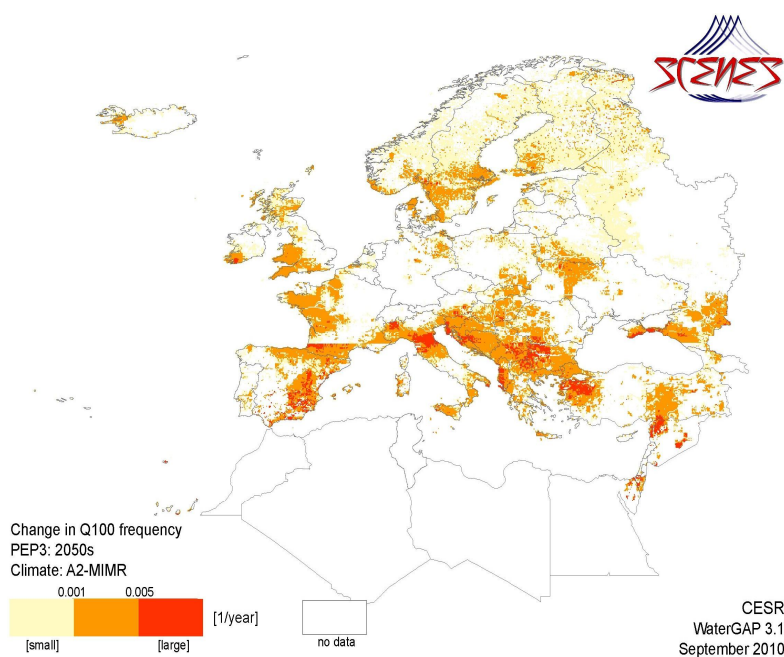 SCENES
Change in Q100 frequency
PEP3: 2050s
Climate: A2-MIMR
0.001 0.005
[1/year]
[small] [large]
no data
CESR
WaterGAP 3.1
September 2010